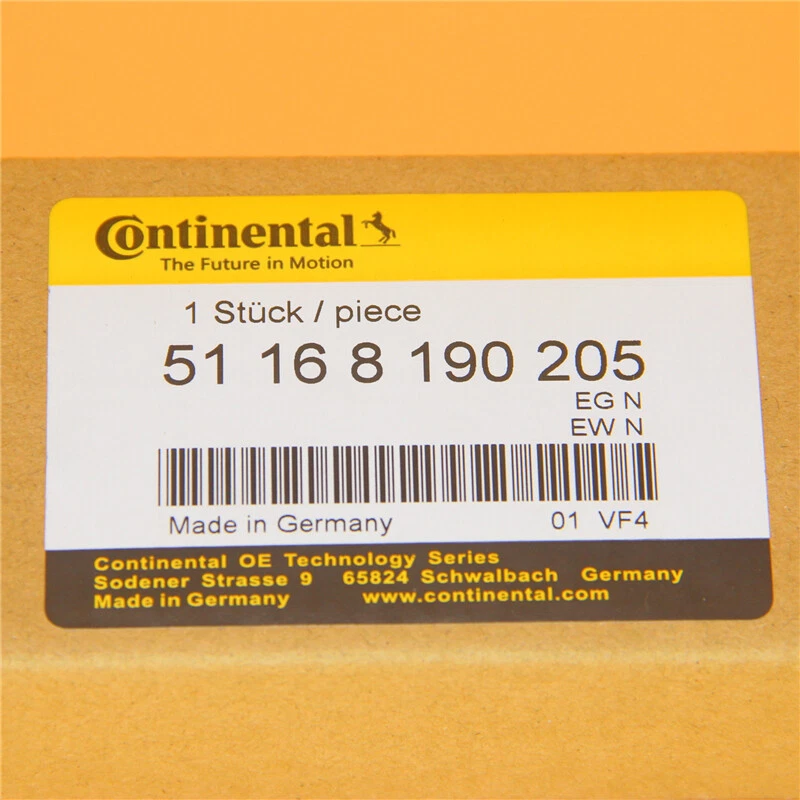 Continental
The Future in Motion
1 Stück / piece
51 16 8 190 205
EG N
EW N
Made in Germany 01 VF4
Continental OE Technology Series
Sodener Strasse 9 65824 Schwalbach Germany
Made in Germany www.continental.com